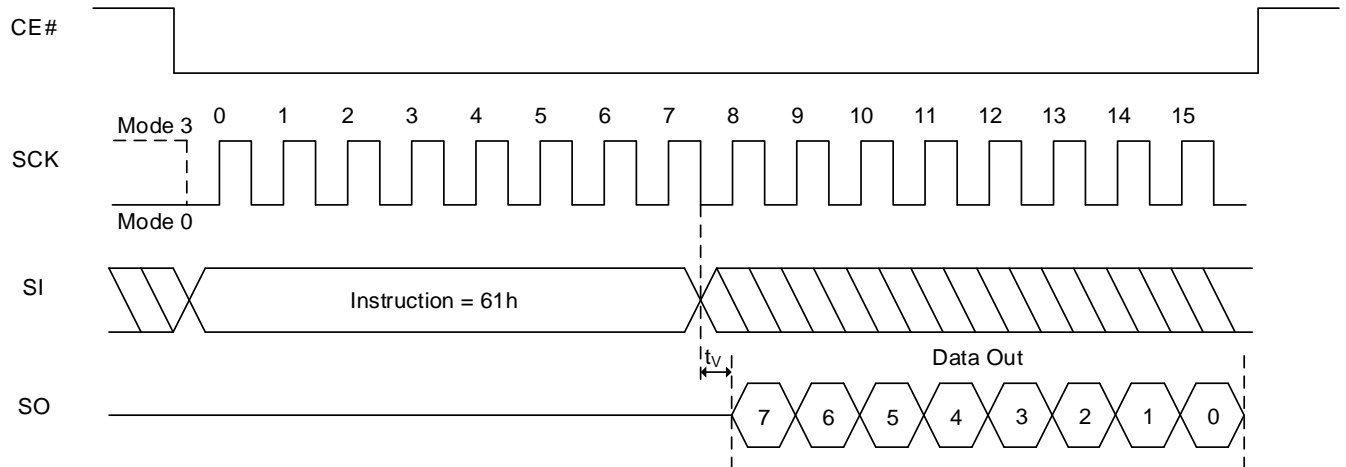 CE#
0 1 2 3 4 5 6 7 8 9 10 11 12 13 14 15
Mode 3
SCK
Mode 0
SI
Instruction = 61h
tV
Data Out
SO
7 6 5 4 3 2 1 0